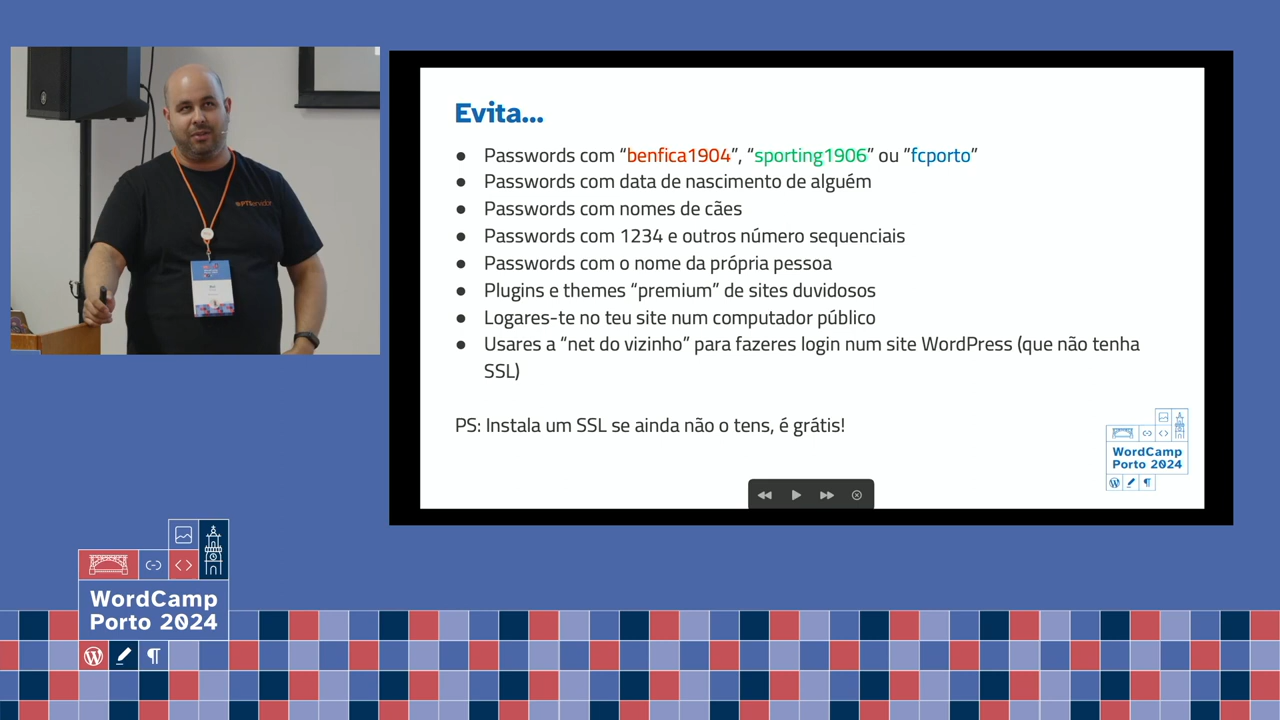 PTServidor
Evita...
● Passwords com “benfica1904”, “sporting1906” ou ”fcporto”
● Passwords com data de nascimento de alguém
● Passwords com nomes de cães
● Passwords com 1234 e outros número sequenciais
● Passwords com o nome da própria pessoa
● Plugins e themes “premium” de sites duvidosos
● Logares-te no teu site num computador público
● Usares a “net do vizinho” para fazeres login num site WordPress (que não tenha
SSL)
PS: Instala um SSL se ainda não o tens, é grátis!
WordCamp
Porto 2024
WordCamp
Porto 2024